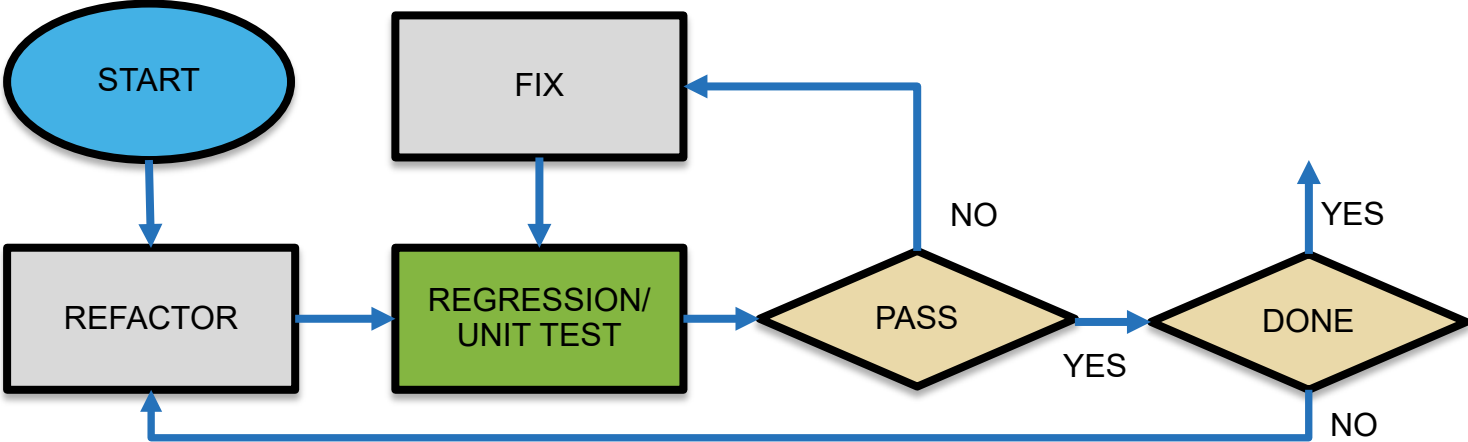 START
FIX
NO
YES
REFACTOR
REGRESSION/
UNIT TEST
PASS
DONE
YES
NO